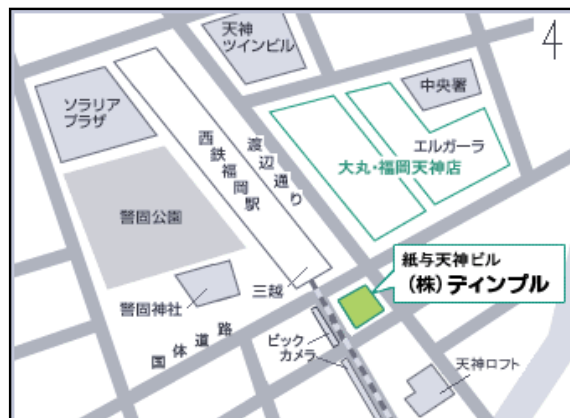 4
天神
ツインビル
中央署
ソラリア
プラザ
エルガーラ
渡辺通り
西鉄福岡駅
大丸・福岡天神店
警固公園
紙与天神ビル
(株)ディンプル
三越
警固神社
国体道路
ビック
カメラ
天神ロフト